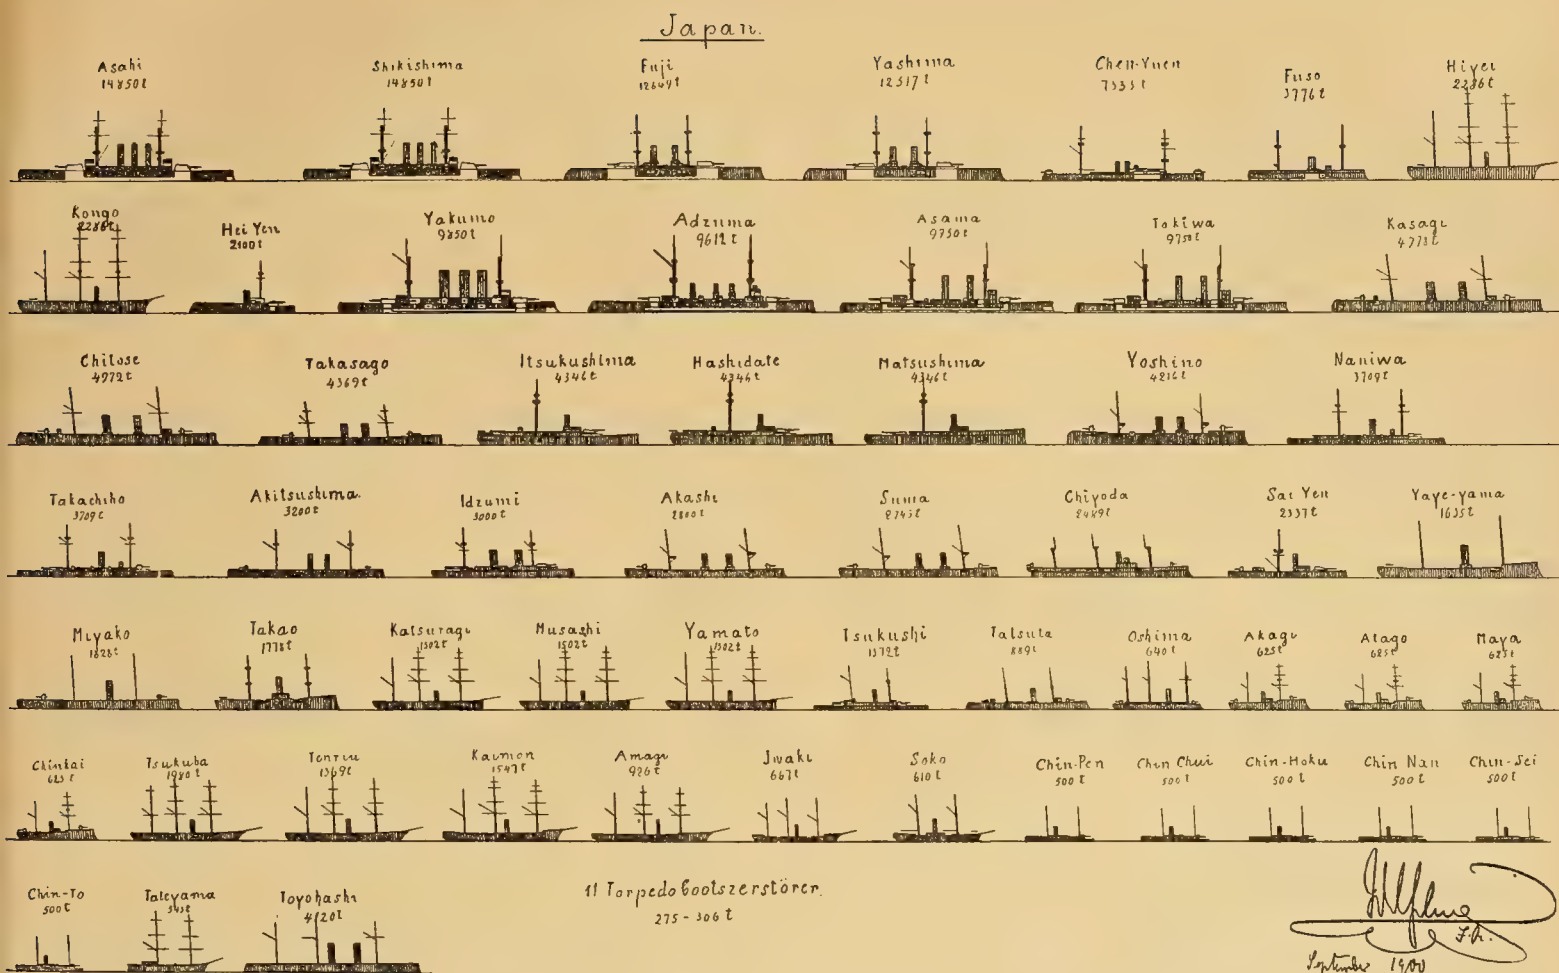 Japan.
Asahi
14850t
Shikishima
14850t
Fuji
12649t
Yashima
12517t
Chen-Yuen
7335t
Fuso
3776t
Hiyei
2286t
Kongo
2286t
Hei Yen
2100t
Yakumo
9850t
Adzuma
9612t
Asama
9750t
Tokiwa
9750t
Kasagi
4978t
Chitose
4972t
Takasago
4369t
Itsukushima
4346t
Hashidate
4346t
Matsushima
4346t
Yoshino
4216t
Naniwa
3709t
Takachiho
3709t
Akitsushima.
3200t
Idzumi
3000t
Akashi
2800t
Suma
2745t
Chiyoda
2489t
Sai Yen
2337t
Yaye-yama
1635t
Miyako
1828t
Takao
1778t
Katsuragi
1502t
Musashi
1502t
Yamato
1502t
Tsukushi
1372t
Tatsuta
889t
Oshima
640t
Akagi
625t
Atago
625t
Maya
625t
Chinkai
623t
Tsukuba
1980t
Tenriu
1369t
Kaimon
1547t
Amagi
926t
Iwaki
667t
Soko
610t
Chin-Pen
500t
Chin Chui
500t
Chin-Hoku
500t
Chin Nan
500t
Chin-Sei
500t
Chin-To
500t
Tateyama
543t
Toyohashi
4120t
11 Torpedobootszerstörer.
275-306t
September 1900